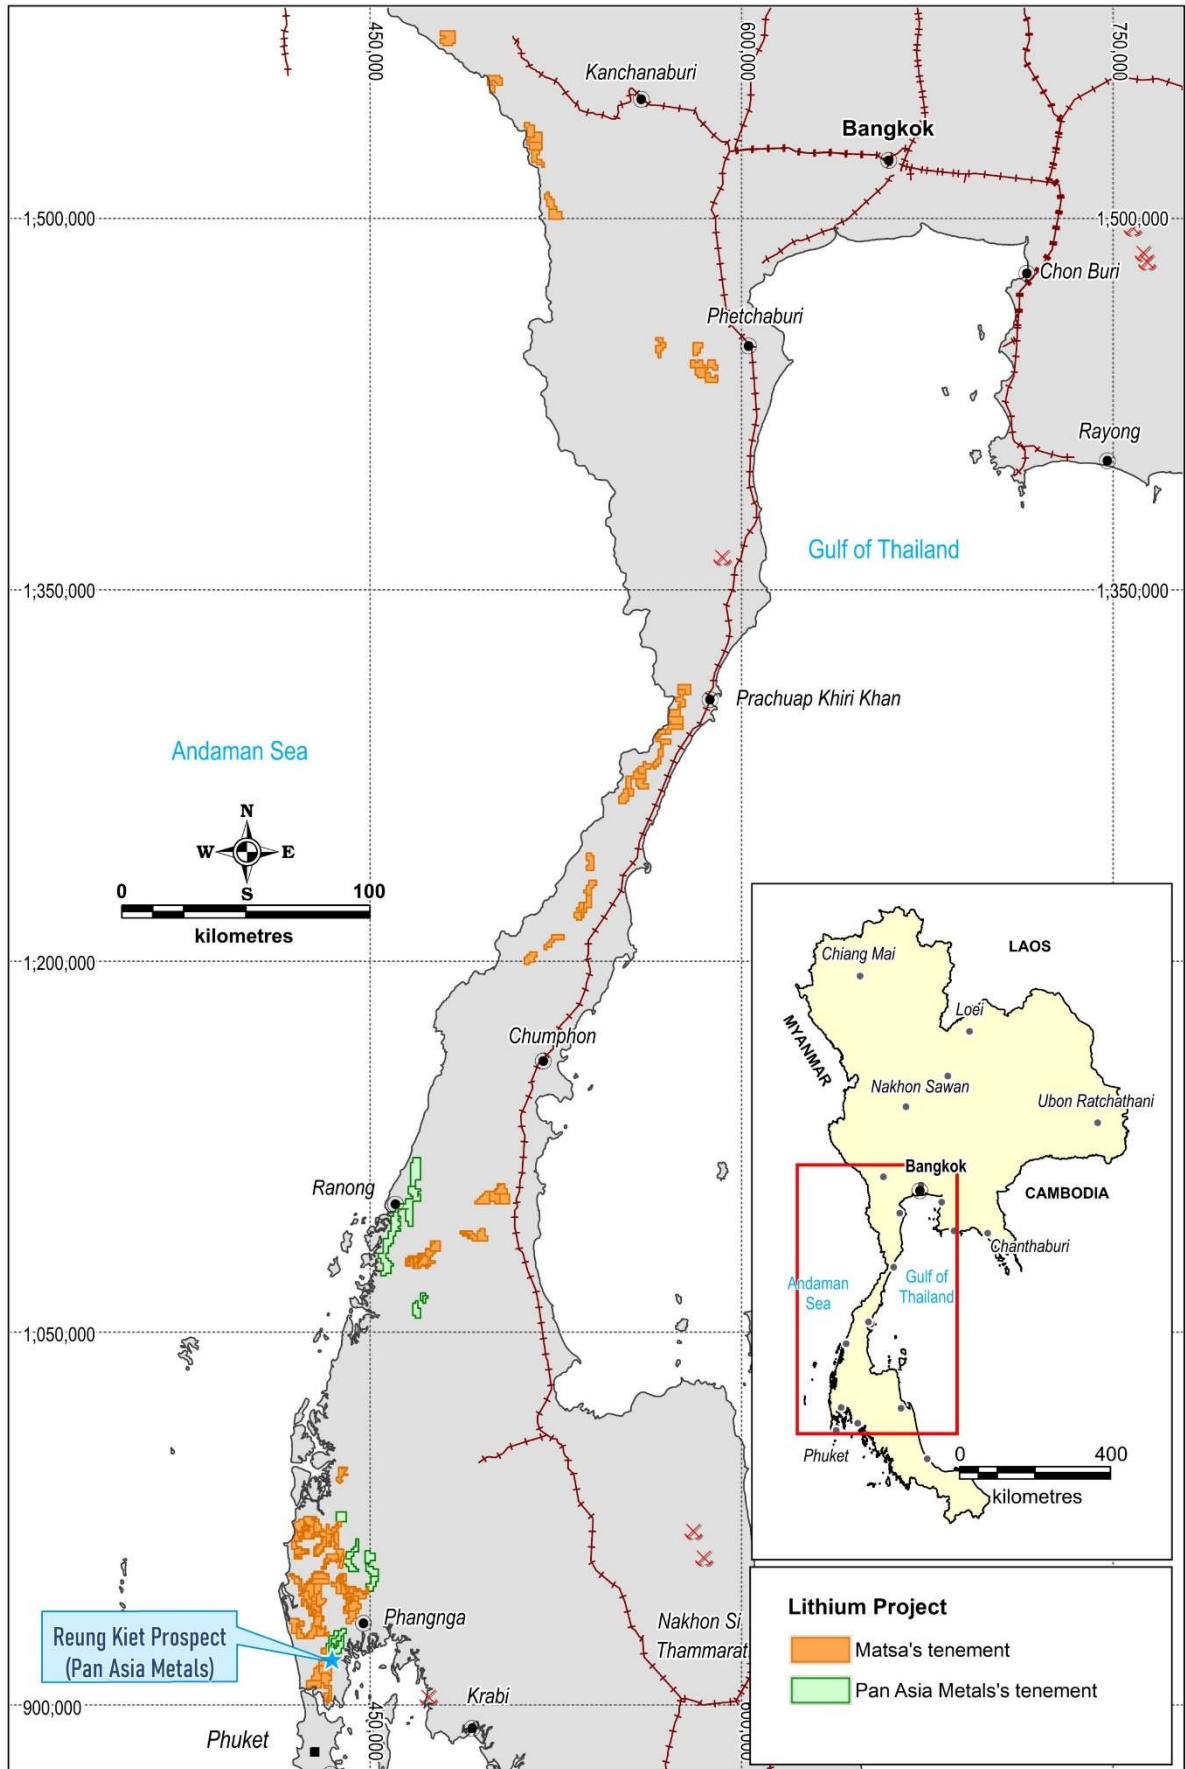 450,000
600,000
750,000
Kanchanaburi
Bangkok
1,500,000
1,500,000
Chon Buri
Phetchaburi
Rayong
Gulf of Thailand
1,350,000
1,350,000
Prachuap Khiri Khan
Andaman Sea
N
W
E
S
0
100
kilometres
1,200,000
Chumphon
Ranong
1,050,000
Phangnga
Reung Kiet Prospect
(Pan Asia Metals)
Nakhon Si
Thammarat
900,000
450,000
Krabi
Phuket
LAOS
Chiang Mai
Loei
MYANMAR
Nakhon Sawan
Ubon Ratchathani
Bangkok
CAMBODIA
Chanthaburi
Andaman
Sea
Gulf of
Thailand
Phuket
0
400
kilometres
Lithium Project
Matsa's tenement
Pan Asia Metals's tenement